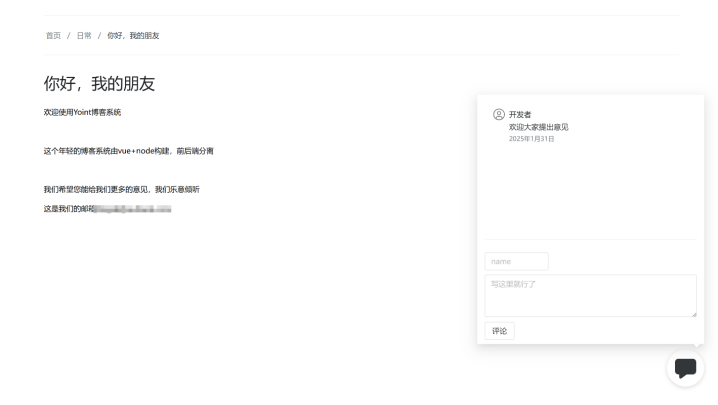 首页 / 日常 / 你好，我的朋友
你好，我的朋友
欢迎使用Yoint博客系统
这个年轻的博客系统由vue+node构建，前后端分离
我们希望您能给我们更多的意见，我们乐意倾听
这是我们的邮箱
开发者
欢迎大家提出意见
2025年1月31日
name
写这里就行了
评论